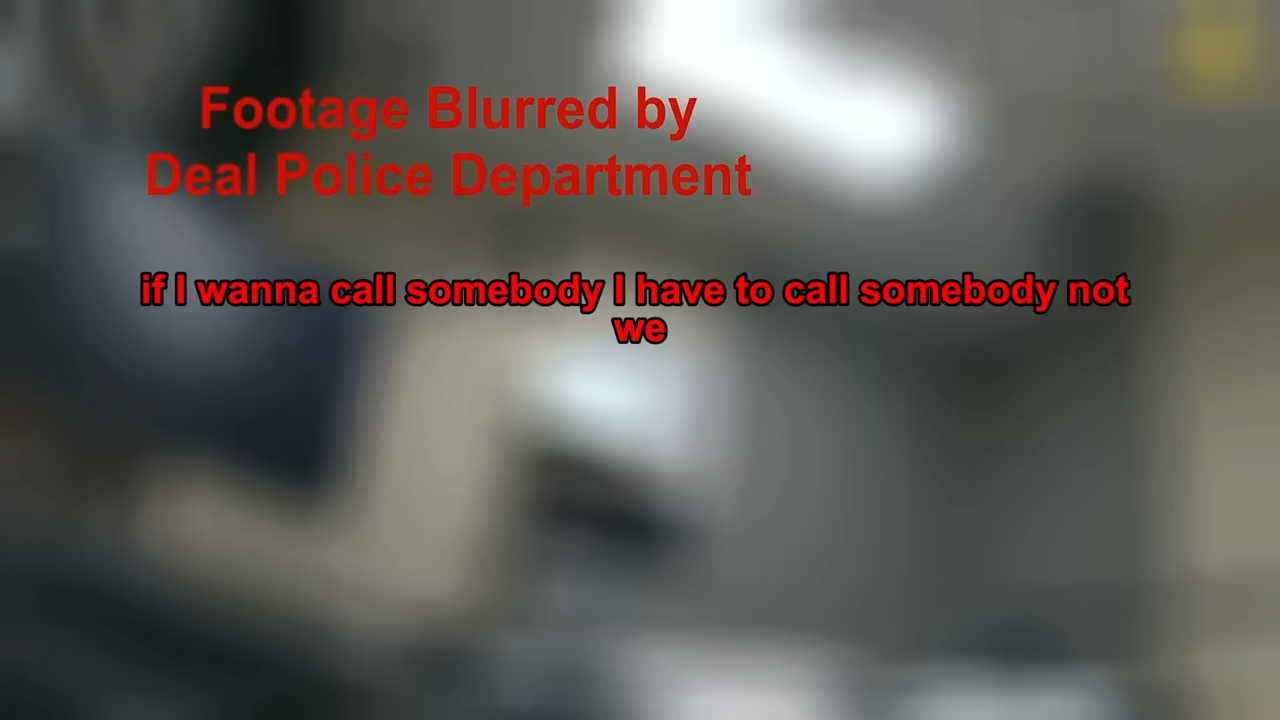 Footage Blurred by
Deal Police Department
if I wanna call somebody I have to call somebody not
we